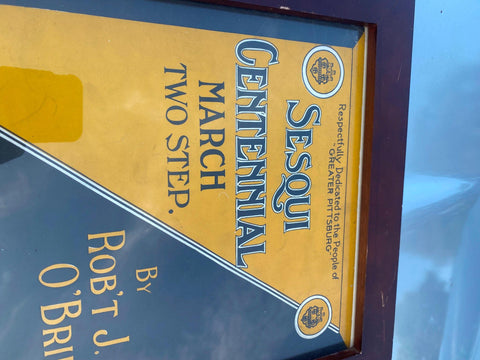 Respectfully Dedicated to the People of
"GREATER PITTSBURG"
SESQUI
CENTENNIAL
MARCH
TWO STEP.
BY
ROB'T J.
O'BRI